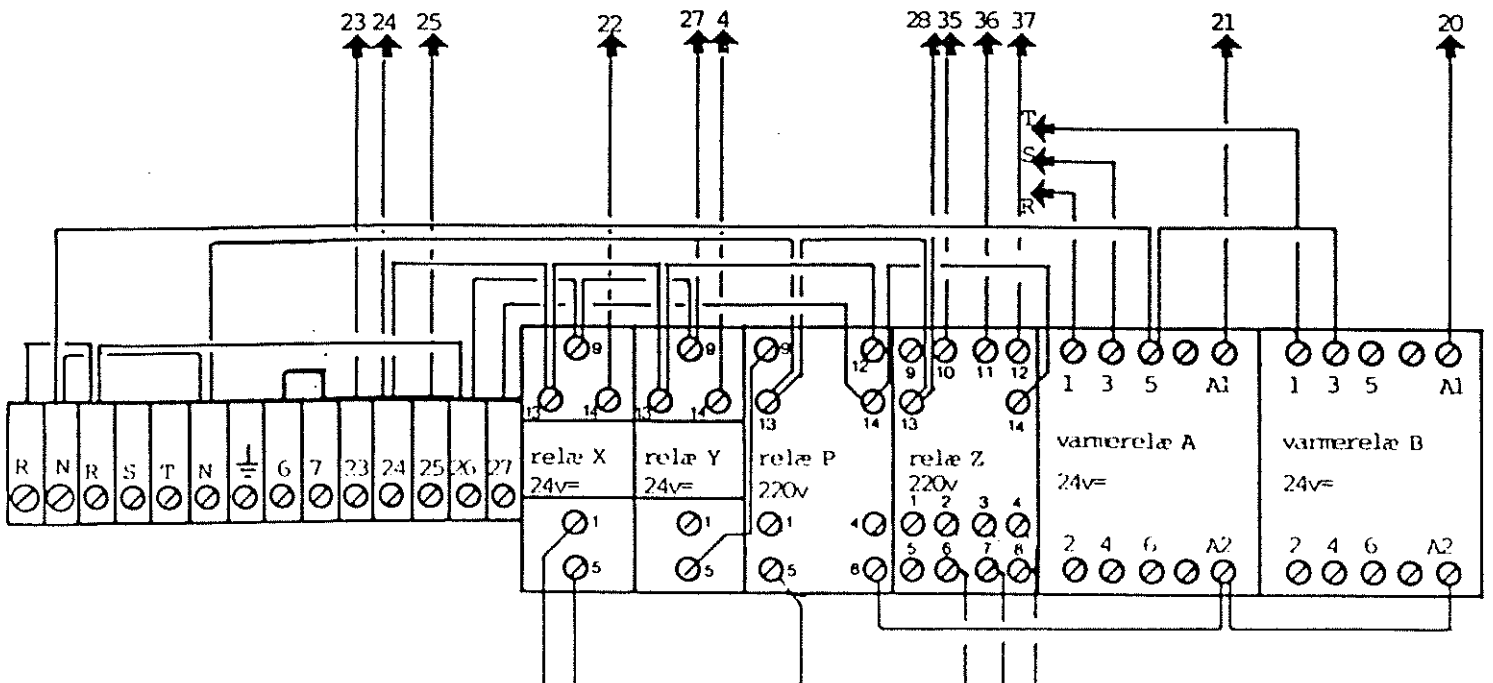 23 24 25 22 27 4 28 35 36 37 21 20
T
S
R
9 9 9 12 9 10 11 12
1 3 5 A1 1 3 5 A1
13 14 13 14 13 14 13 14
R N R S T N 6 7 23 24 25 26 27
relæ X relæ Y relæ P relæ Z varmerelæ A varmerelæ B
24v= 24v= 220v 220v 24v= 24v=
1 1 1 4 1 2 3 4
5 5 5 8 5 6 7 8
2 4 6 A2 2 4 6 A2